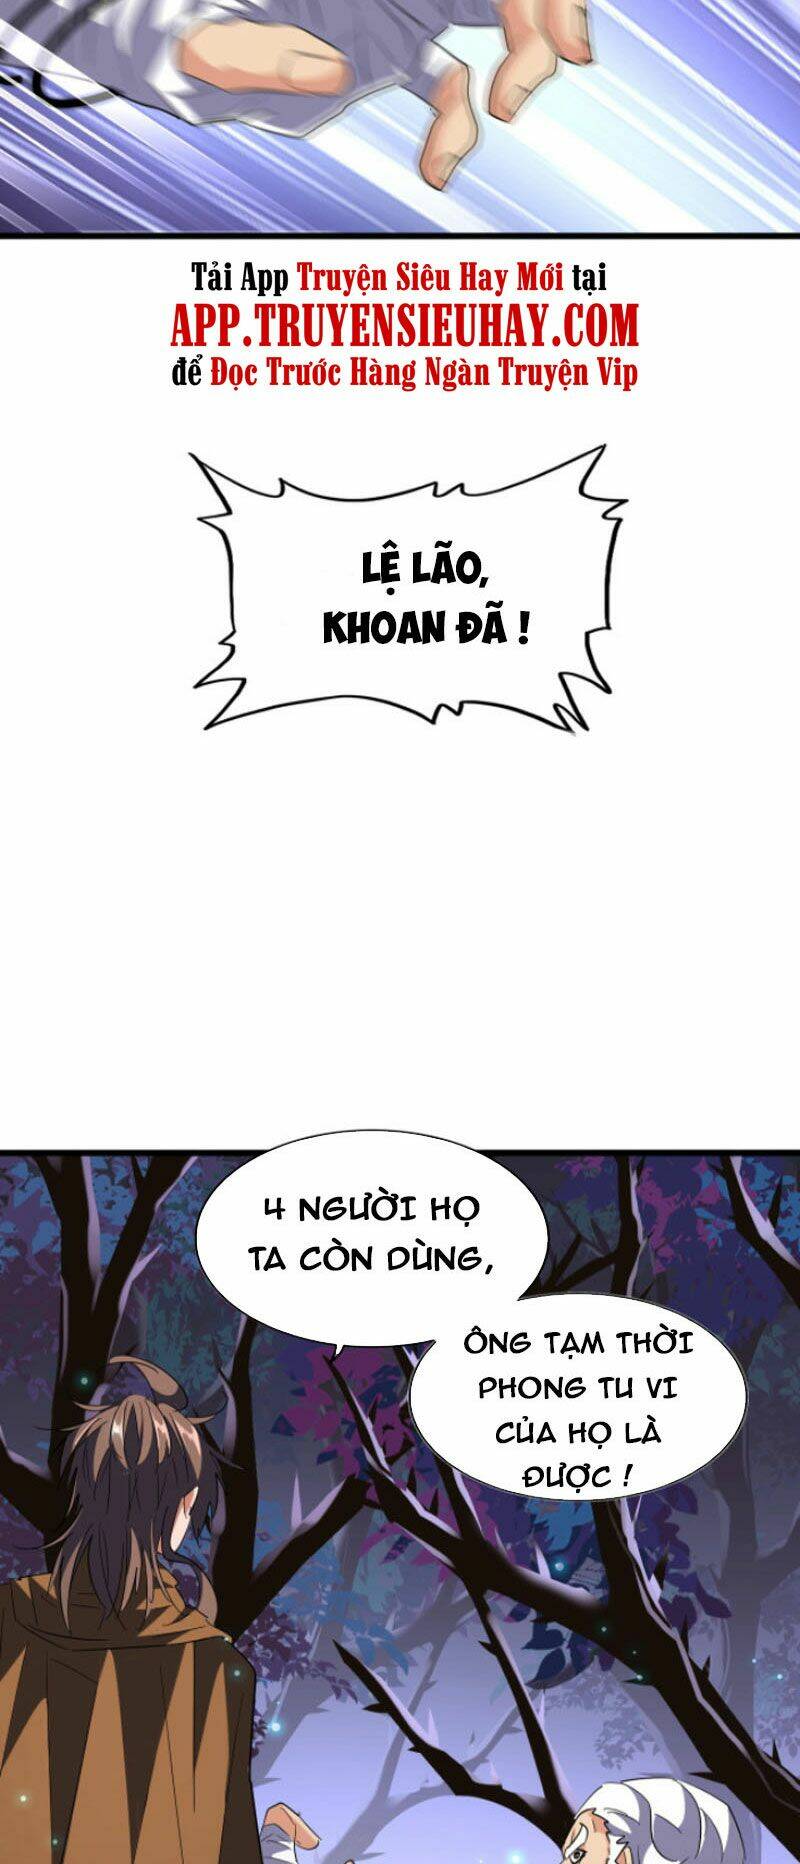 Tải App Truyện Siêu Hay Mới tại
APP.TRUYENSIEUHAY.COM
để Đọc Trước Hàng Ngàn Truyện Vip
LỆ LÃO,
KHOAN ĐÃ !
4 NGƯỜI HỌ
TA CÒN DÙNG,
ÔNG TẠM THỜI
PHONG TU VI
CỦA HỌ LÀ
ĐƯỢC !